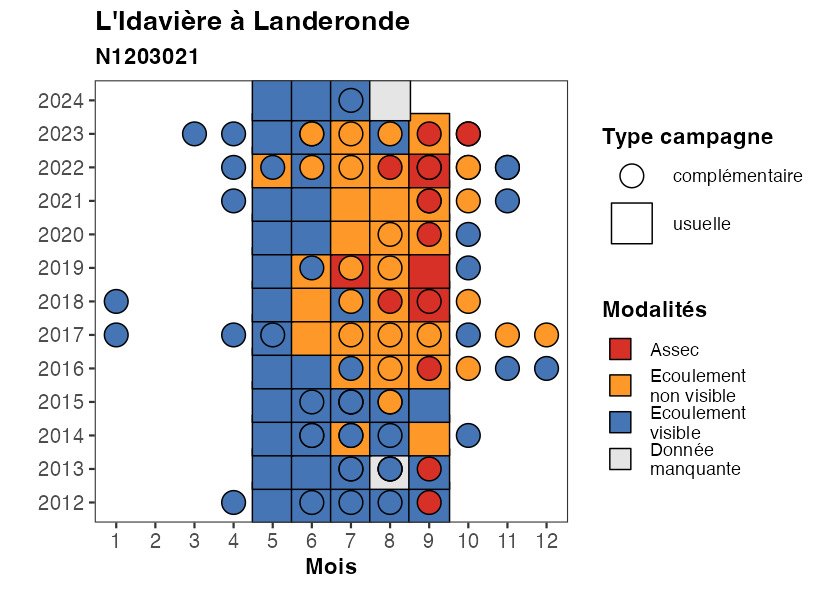 L'Idavière à Landeronde
N1203021
2024
2023
2022
2021
2020
2019
2018
2017
2016
2015
2014
2013
2012
1 2 3 4 5 6 7 8 9 10 11 12
Mois
Type campagne
complémentaire
usuelle
Modalités
Assec
Ecoulement
non visible
Ecoulement
visible
Donnée
manquante